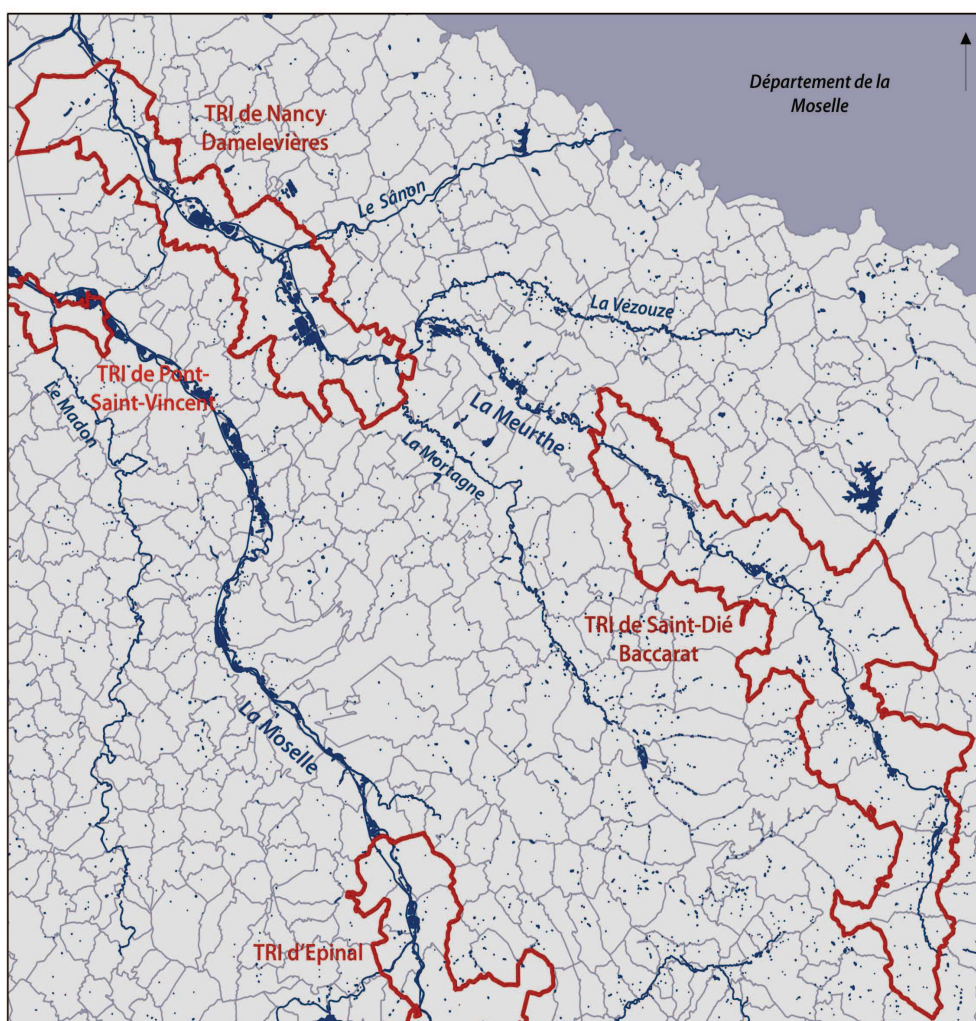 Département de la
Moselle
TRI de Nancy
Damelevières
Le Sânon
La Vézouze
TRI de Pont-
Saint-Vincent
Le Madon
La Meurthe
La Mortagne
TRI de Saint-Dié
Baccarat
La Moselle
TRI d'Epinal